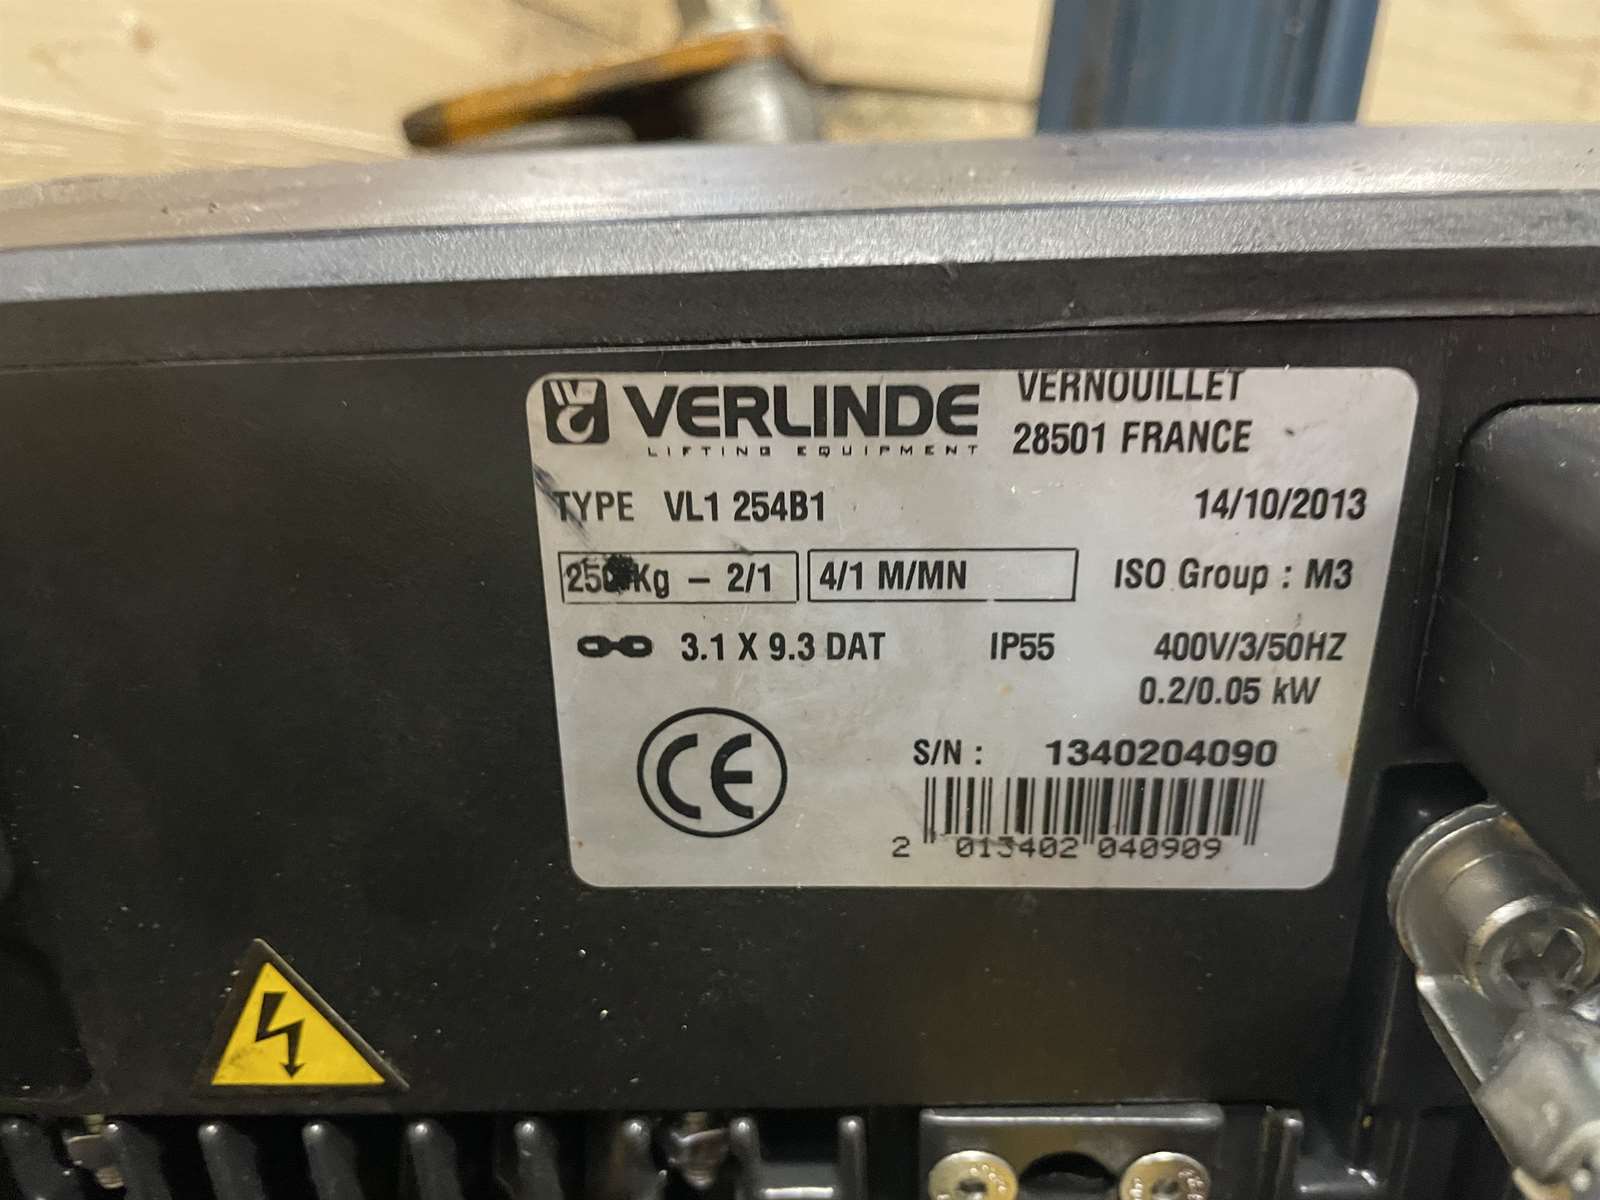 VERLINDE
LIFTING EQUIPMENT
VERNOUILLET
28501 FRANCE
TYPE VL1 254B1
14/10/2013
250 Kg - 2/1
4/1 M/MN
ISO Group : M3
3.1 X 9.3 DAT
IP55
400V/3/50HZ
0.2/0.05 kW
CE
S/N : 1340204090
2 013402 040909